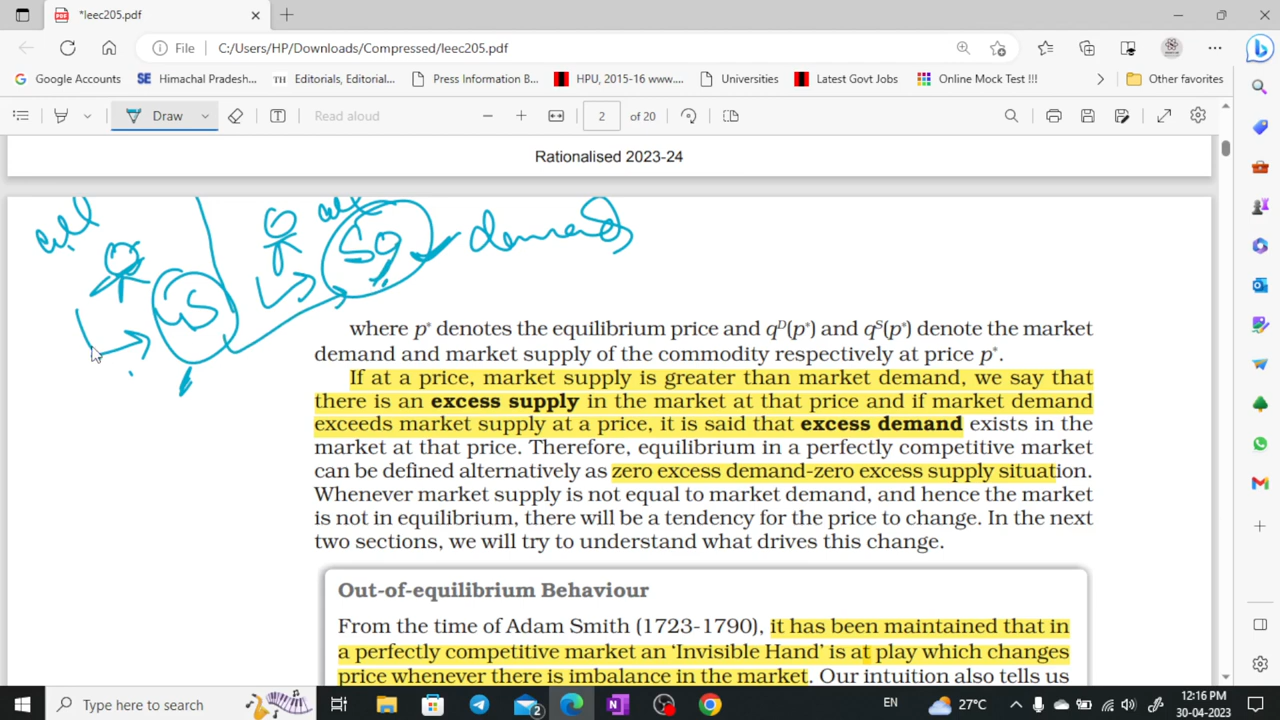 *leec205.pdf
File C:/Users/HP/Downloads/Compressed/leec205.pdf
Google Accounts SE Himachal Pradesh... TH Editorials, Editorial... Press Information B... HPU, 2015-16 www.... Universities Latest Govt Jobs Online Mock Test !!! Other favorites
Draw Read aloud 2 of 20
Rationalised 2023-24
demand
where p* denotes the equilibrium price and qᴰ(p*) and qˢ(p*) denote the market
demand and market supply of the commodity respectively at price p*.
If at a price, market supply is greater than market demand, we say that
there is an excess supply in the market at that price and if market demand
exceeds market supply at a price, it is said that excess demand exists in the
market at that price. Therefore, equilibrium in a perfectly competitive market
can be defined alternatively as zero excess demand-zero excess supply situation.
Whenever market supply is not equal to market demand, and hence the market
is not in equilibrium, there will be a tendency for the price to change. In the next
two sections, we will try to understand what drives this change.
Out-of-equilibrium Behaviour
From the time of Adam Smith (1723-1790), it has been maintained that in
a perfectly competitive market an ‘Invisible Hand’ is at play which changes
price whenever there is imbalance in the market. Our intuition also tells us
Type here to search 2 27°C EN 12:16 PM
30-04-2023